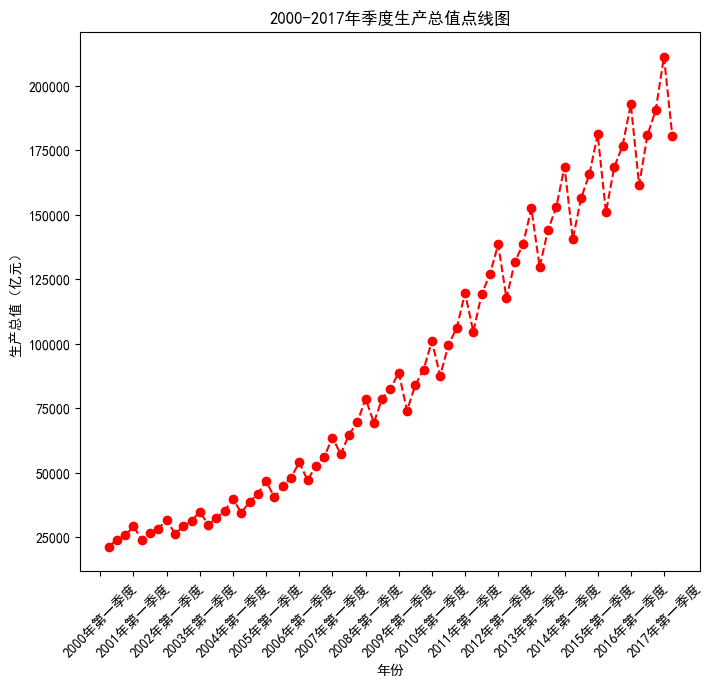 2000-2017年季度生产总值点线图
生产总值（亿元）
200000
175000
150000
125000
100000
75000
50000
25000
2000年第一季度
2001年第一季度
2002年第一季度
2003年第一季度
2004年第一季度
2005年第一季度
2006年第一季度
2007年第一季度
2008年第一季度
2009年第一季度
2010年第一季度
2011年第一季度
2012年第一季度
2013年第一季度
2014年第一季度
2015年第一季度
2016年第一季度
2017年第一季度
年份